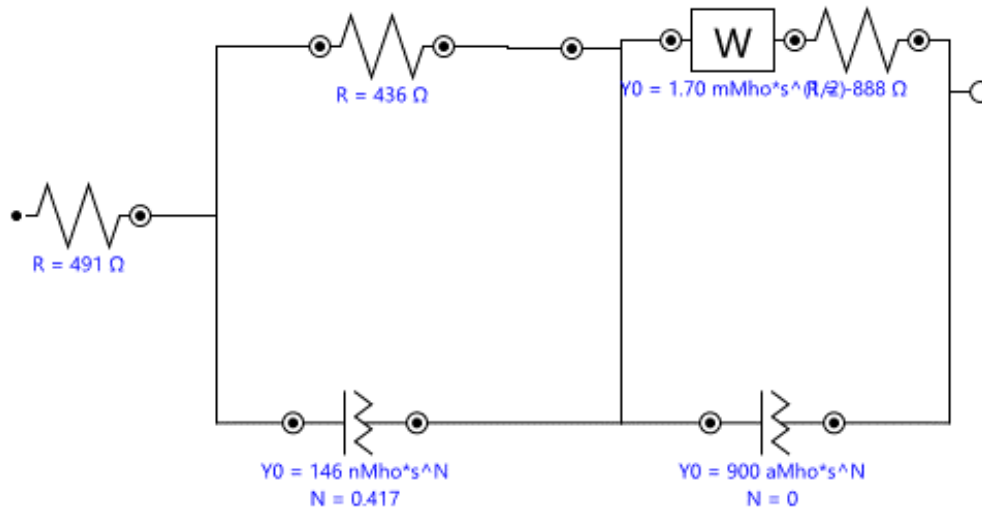 W
R = 436 Ω
Y0 = 1.70 mMho*s^(1/2)
R = -888 Ω
R = 491 Ω
Y0 = 146 nMho*s^N
N = 0.417
Y0 = 900 aMho*s^N
N = 0